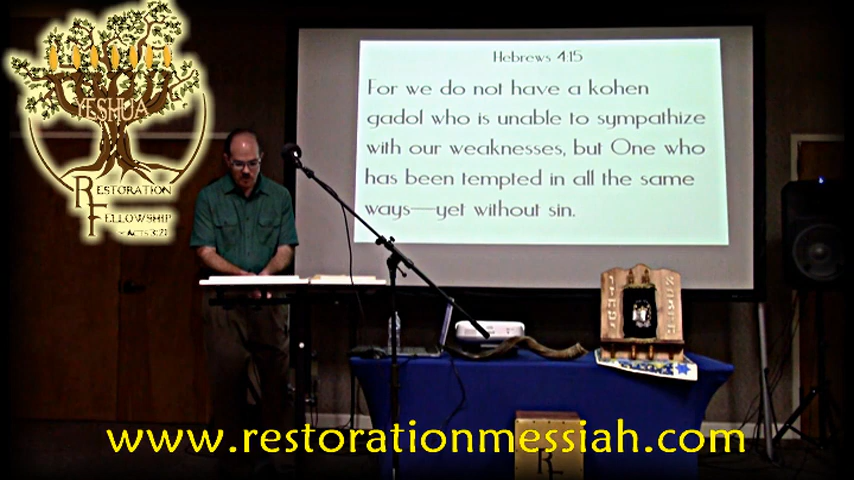 YESHUA
RESTORATION
FELLOWSHIP
ACTS 3:21
Hebrews 4:15
For we do not have a kohen
gadol who is unable to sympathize
with our weaknesses, but One who
has been tempted in all the same
ways—yet without sin.
RF
www.restorationmessiah.com